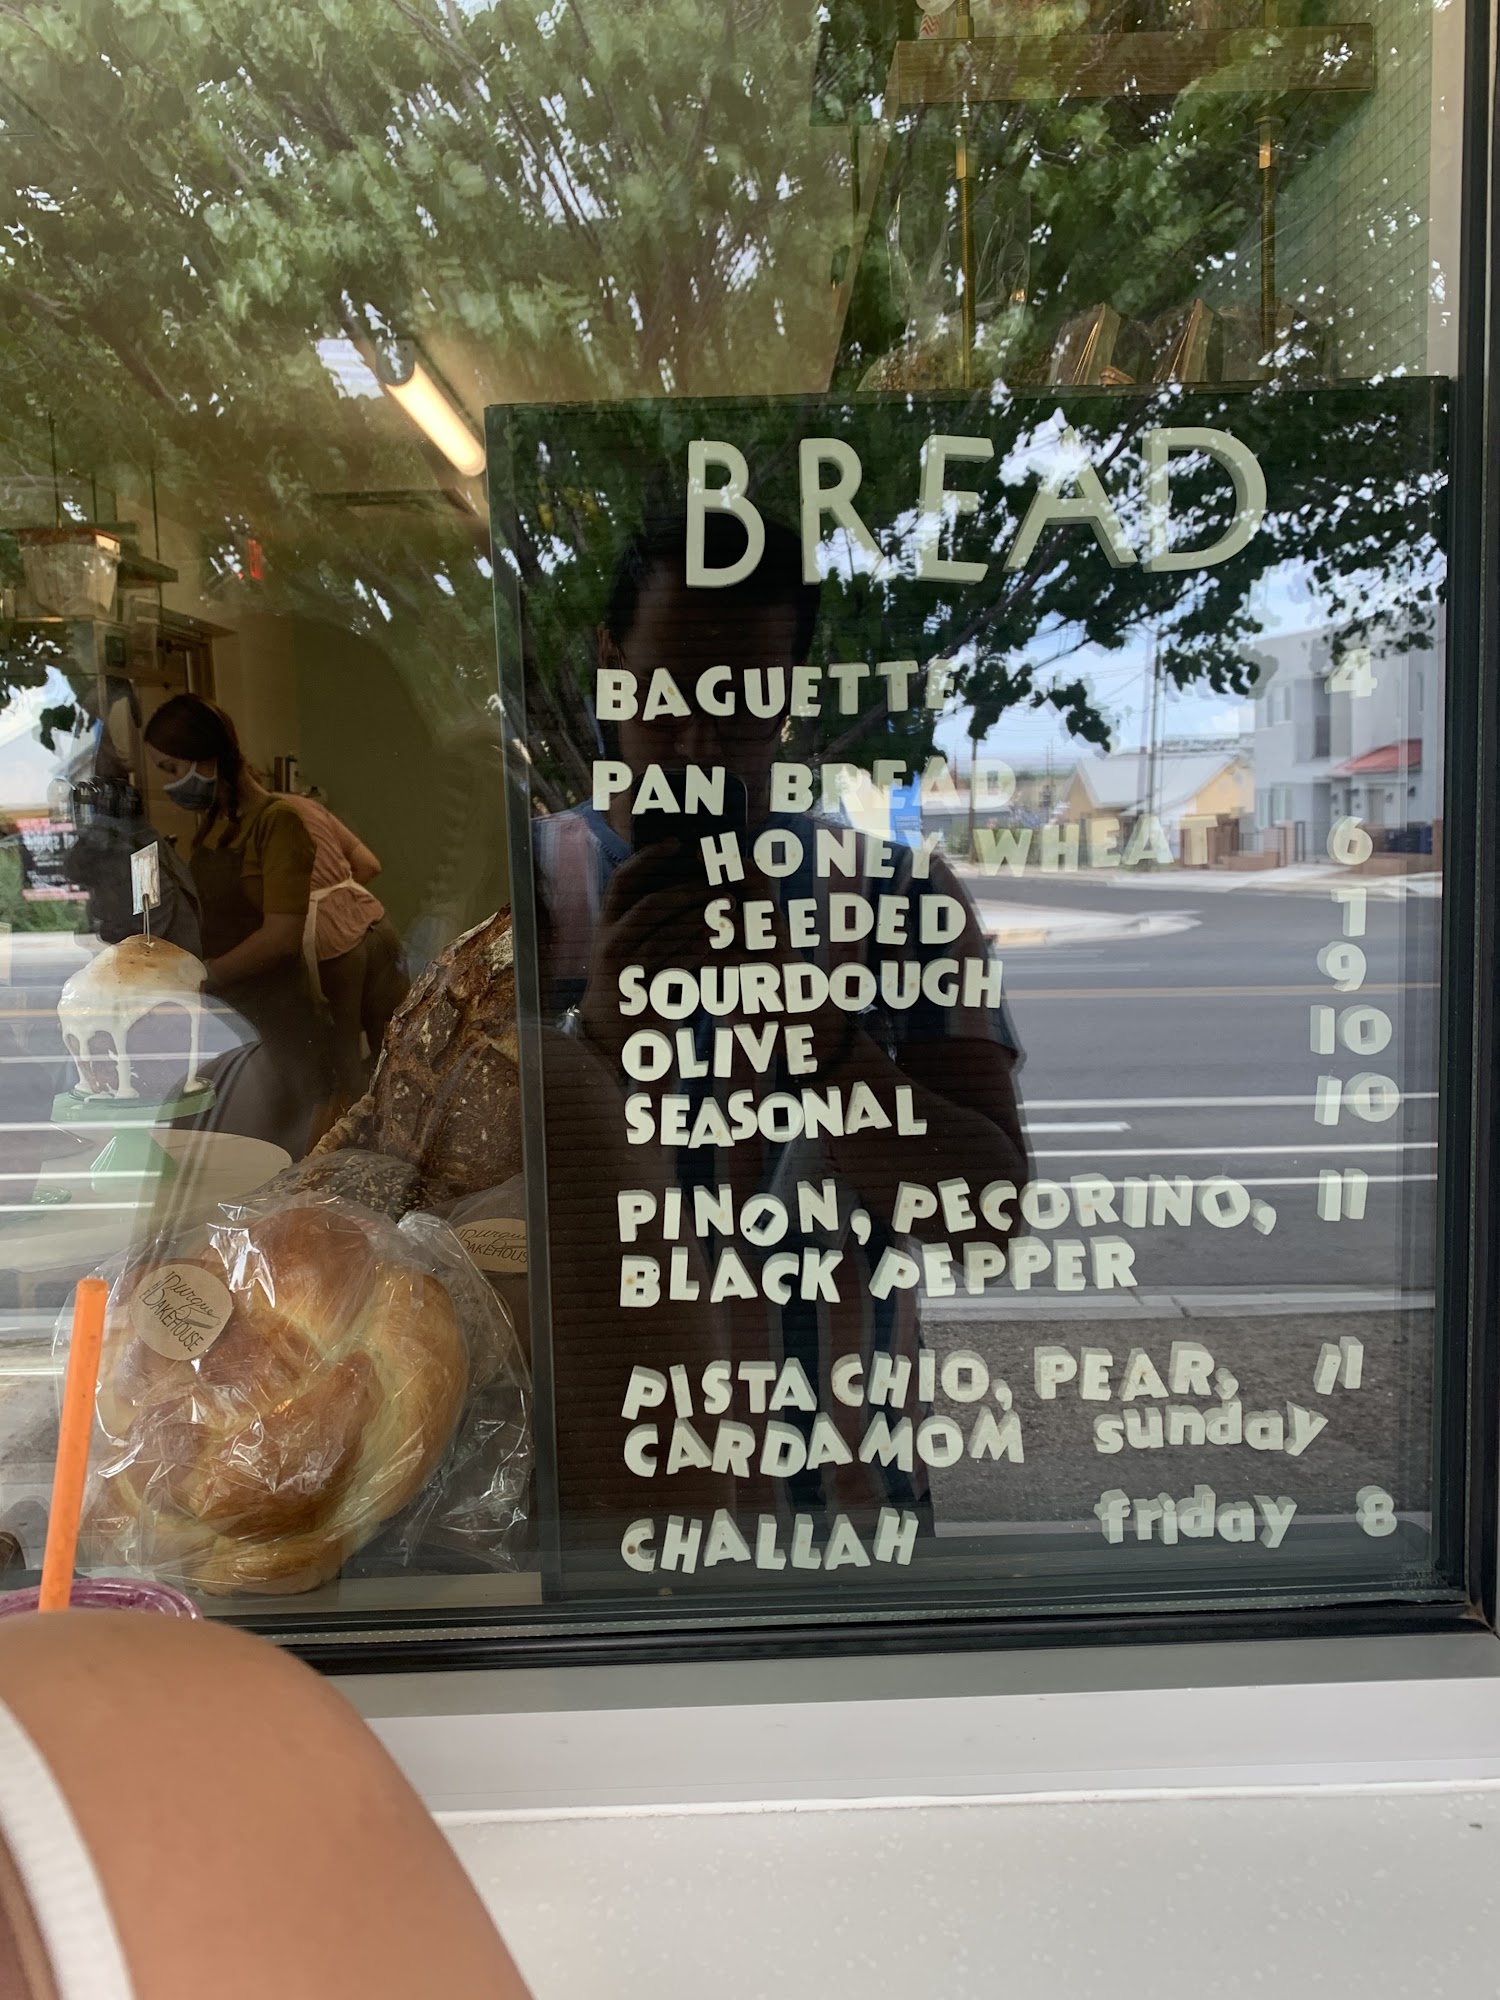 BREAD
BAGUETTE 4
PAN BREAD
HONEY WHEAT 6
SEEDED 7
SOURDOUGH 9
OLIVE 10
SEASONAL 10
PINON, PECORINO, 11
BLACK PEPPER
PISTACHIO, PEAR, 11
CARDAMOM sunday
CHALLAH friday 8
BAKEHOUSE